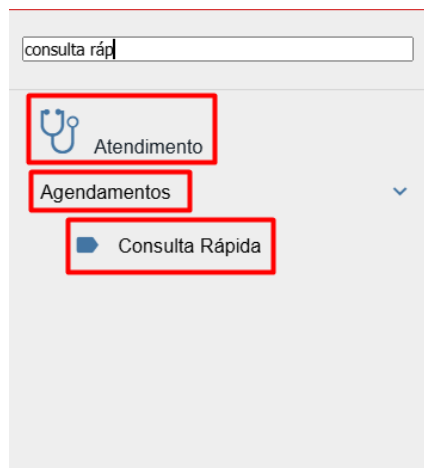 consulta ráp
Atendimento
Agendamentos
Consulta Rápida